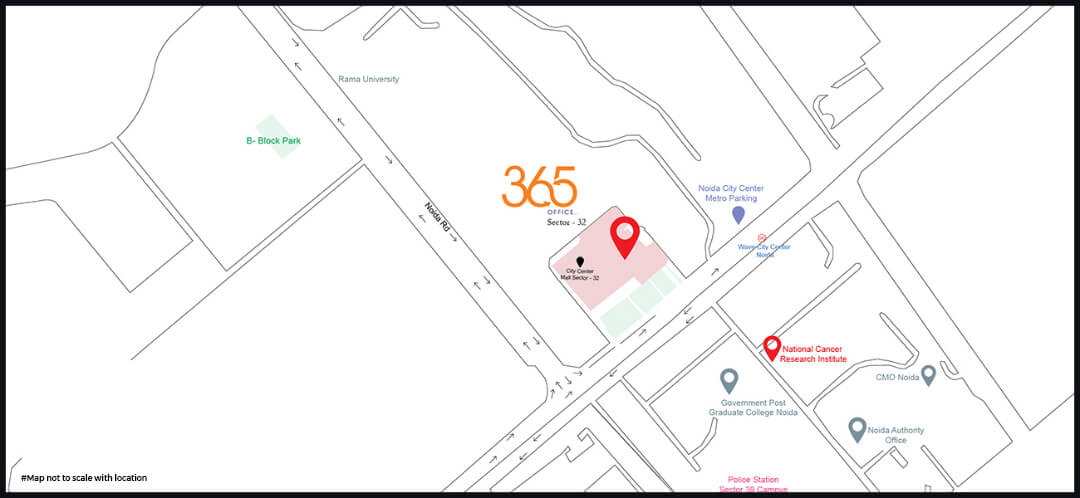 Rama University
B- Block Park
365
OFFICE
Sector - 32
Noida City Center
Metro Parking
Noida Rd
Wave City Center
Noida
City Center
Mall Sector - 32
National Cancer
Research Institute
CMO Noida
Government Post
Graduate College Noida
Noida Authority
Office
#Map not to scale with location
Police Station
Sector 39 Campus